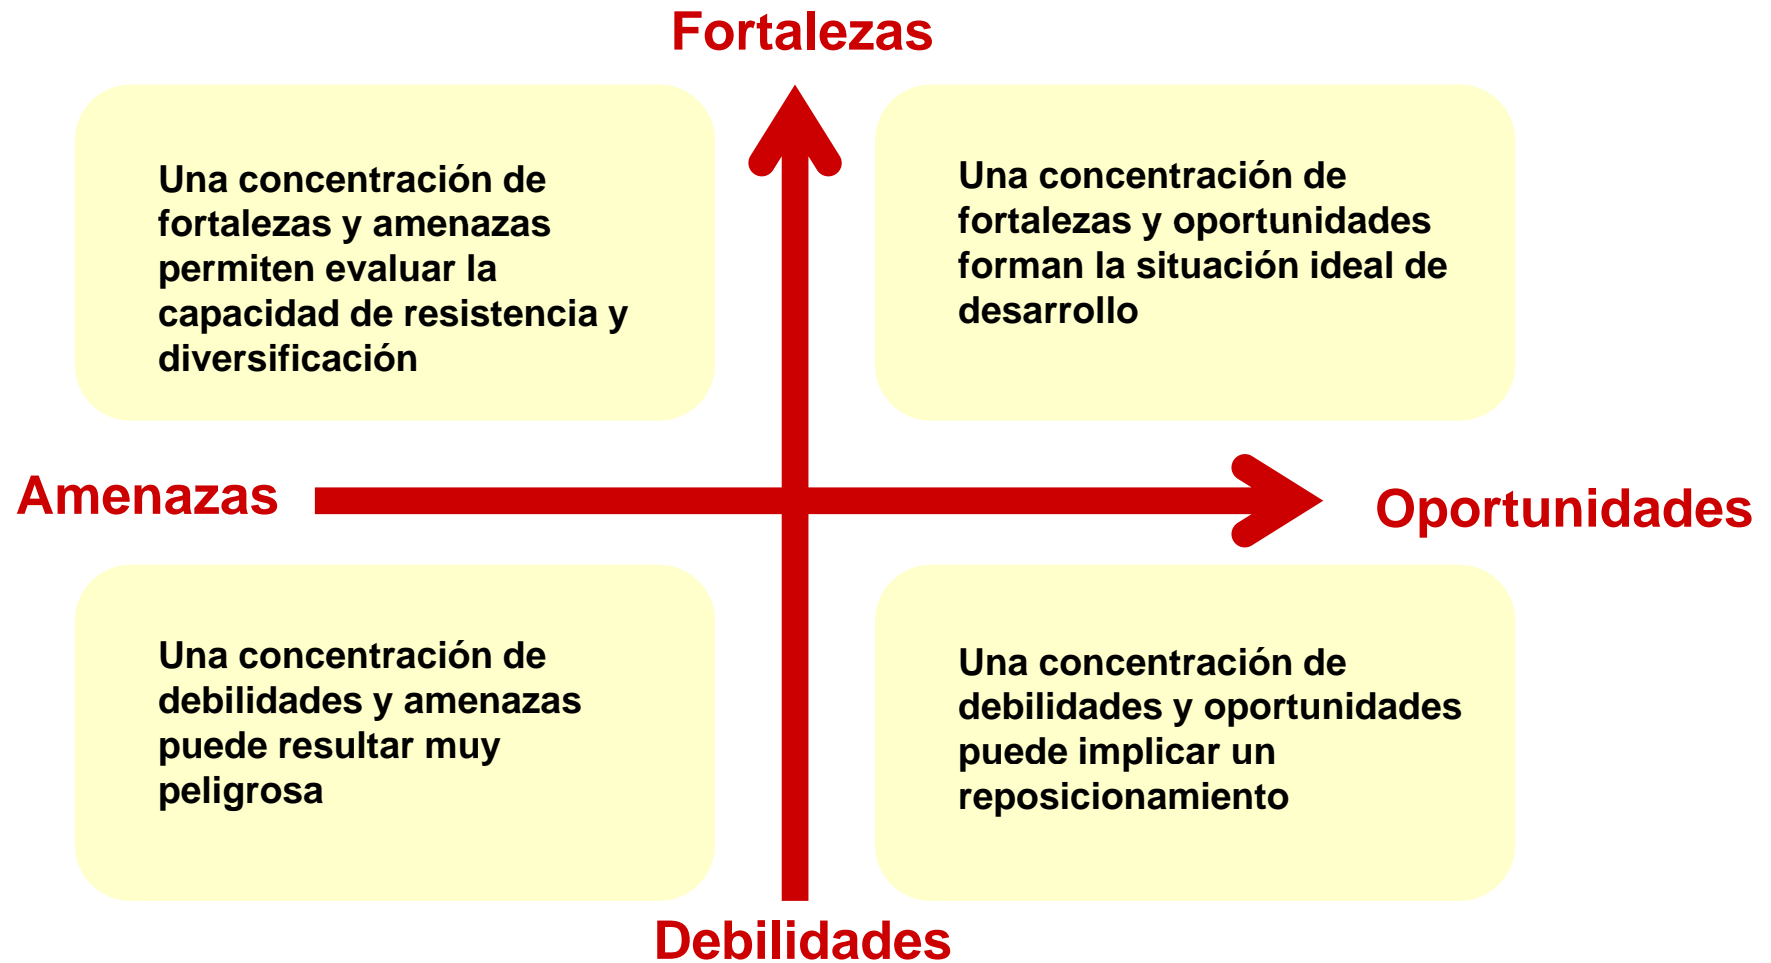 Fortalezas
Una concentración de
fortalezas y amenazas
permiten evaluar la
capacidad de resistencia y
diversificación
Una concentración de
fortalezas y oportunidades
forman la situación ideal de
desarrollo
Amenazas
Oportunidades
Una concentración de
debilidades y amenazas
puede resultar muy
peligrosa
Una concentración de
debilidades y oportunidades
puede implicar un
reposicionamiento
Debilidades